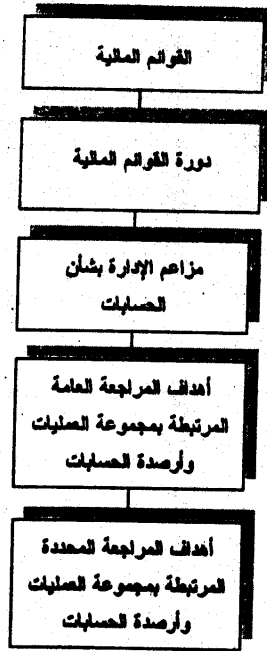 القوائم المالية
دورة القوائم المالية
مزاعم الإدارة بشأن
الحسابات
أهداف المراجعة العامة
المرتبطة بمجموعة العمليات
وأرصدة الحسابات
أهداف المراجعة المحددة
المرتبطة بمجموعة العمليات
وأرصدة الحسابات